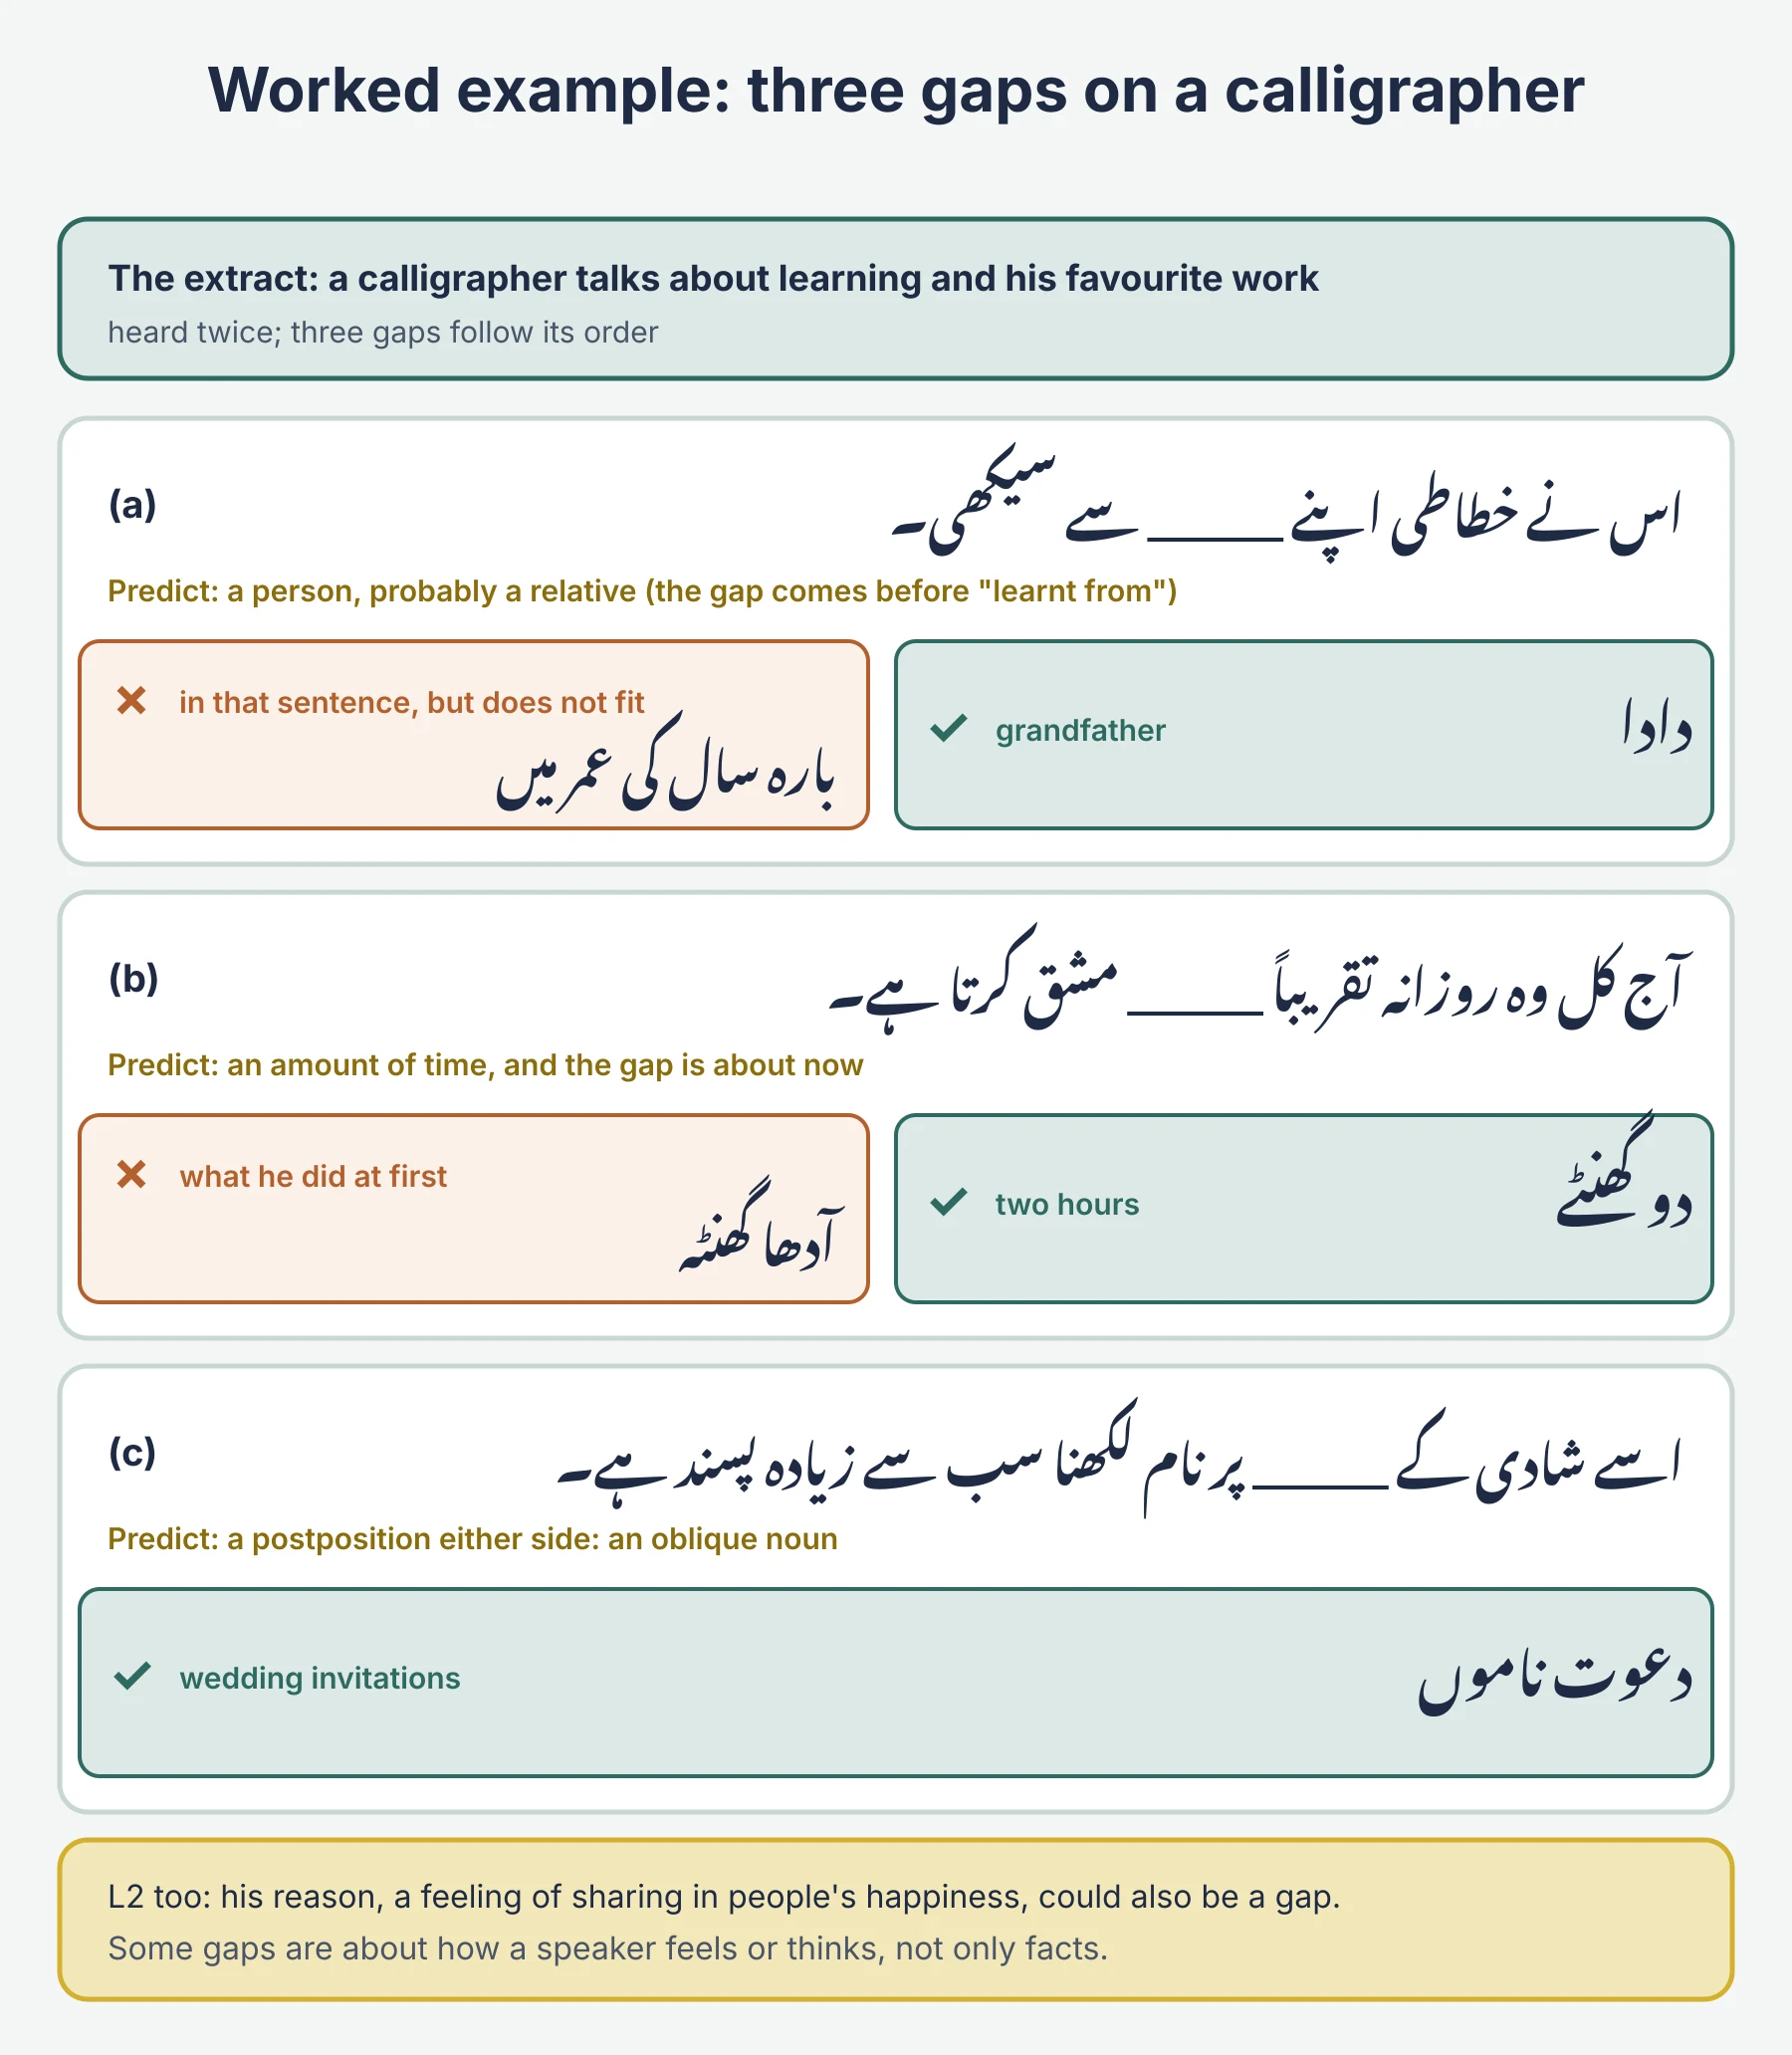 Worked example: three gaps on a calligrapher
The extract: a calligrapher talks about learning and his favourite work
heard twice; three gaps follow its order
(a)
اس نے خطاطی اپنے _____ سے سیکھی۔
Predict: a person, probably a relative (the gap comes before "learnt from")
✖ in that sentence, but does not fit
بارہ سال کی عمر میں
✔ grandfather
دادا
(b)
آج کل وہ روزانہ تقریباً _____ مشق کرتا ہے۔
Predict: an amount of time, and the gap is about now
✖ what he did at first
آدھا گھنٹہ
✔ two hours
دو گھنٹے
(c)
اسے شادی کے _____ پر نام لکھنا سب سے زیادہ پسند ہے۔
Predict: a postposition either side: an oblique noun
✔ wedding invitations
دعوت ناموں
L2 too: his reason, a feeling of sharing in people's happiness, could also be a gap.
Some gaps are about how a speaker feels or thinks, not only facts.